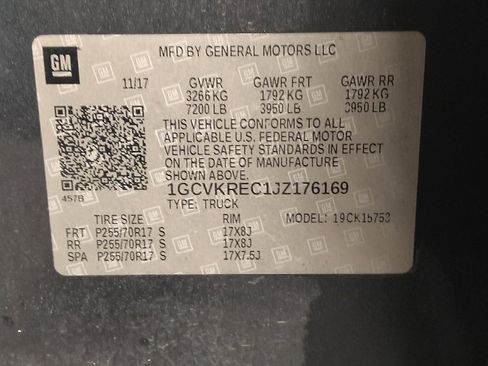 GM
MFD BY GENERAL MOTORS LLC
11/17 GVWR GAWR FRT GAWR RR
3266 KG 1792 KG 1792 KG
7200 LB 3950 LB 3950 LB
THIS VEHICLE CONFORMS TO ALL
APPLICABLE U.S. FEDERAL MOTOR
VEHICLE SAFETY STANDARDS IN EFFECT
ON THE DATE OF MANUFACTURE
SHOWN ABOVE.
457B 1GCVKREC1JZ176169
TYPE: TRUCK
TIRE SIZE RIM MODEL: 19CK15753
FRT P255/70R17 S 17X8J
RR P255/70R17 S 17X8J
SPA P255/70R17 S 17X7.5J